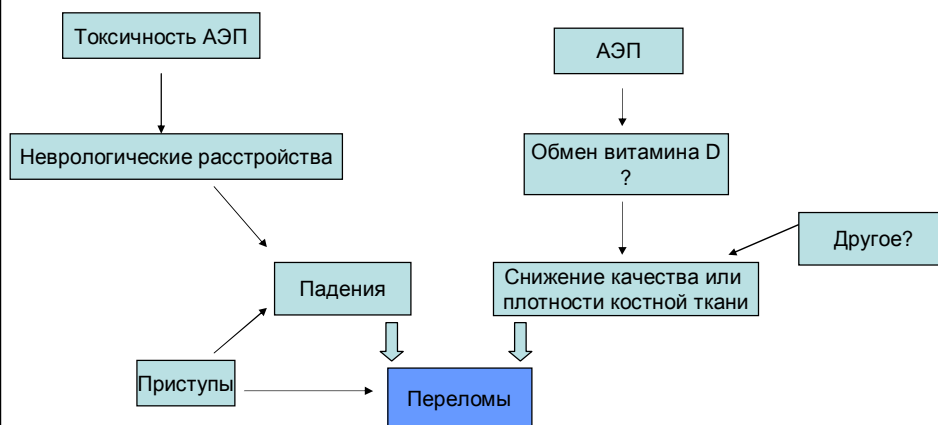 Токсичность АЭП
АЭП
Неврологические расстройства
Обмен витамина D
?
Другое?
Падения
Снижение качества или
плотности костной ткани
Приступы
Переломы